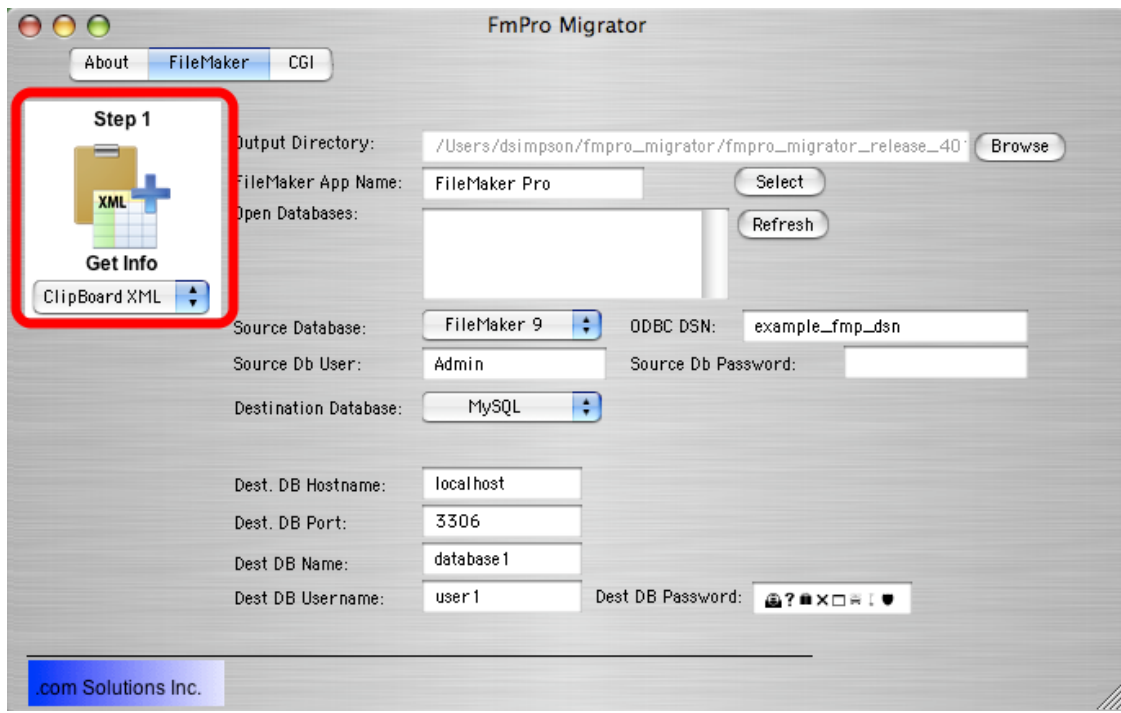 FmPro Migrator
About FileMaker CGI
Step 1
XML
Get Info
ClipBoard XML
Output Directory: /Users/dsimpson/fmpro_migrator/fmpro_migrator_release_40 Browse
FileMaker App Name: FileMaker Pro Select
Open Databases: Refresh
Source Database: FileMaker 9 ODBC DSN: example_fmp_dsn
Source Db User: Admin Source Db Password:
Destination Database: MySQL
Dest. DB Hostname: localhost
Dest. DB Port: 3306
Dest DB Name: database1
Dest DB Username: user1 Dest DB Password:
.com Solutions Inc.